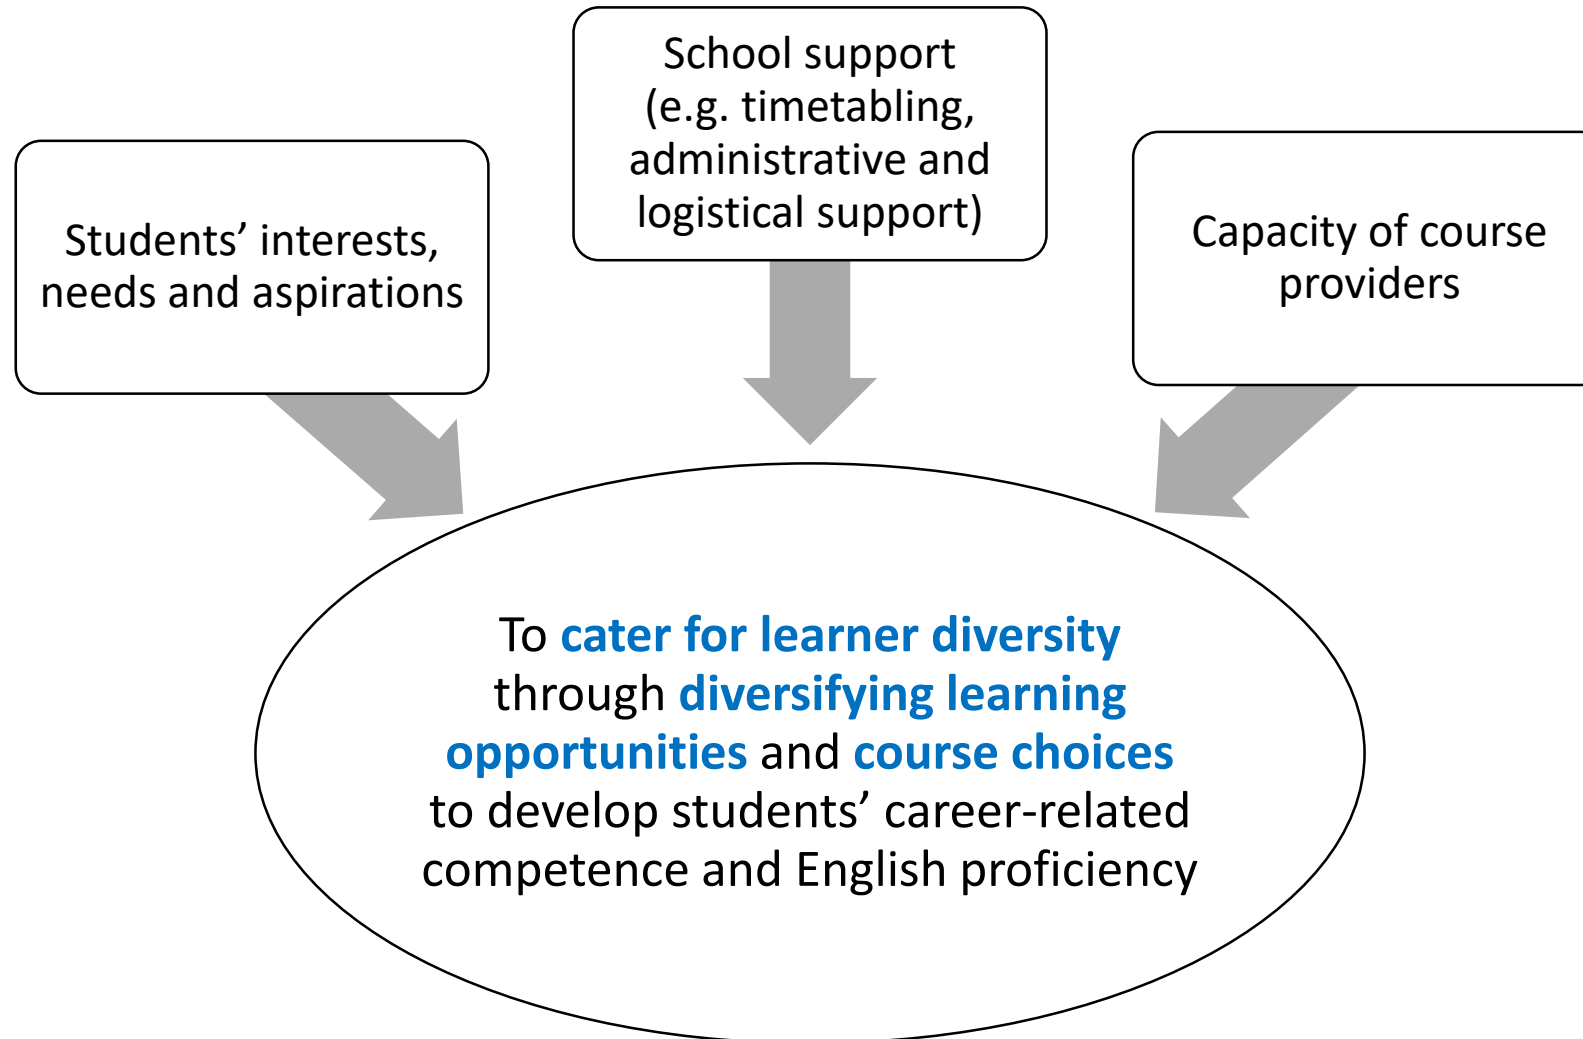 School support
(e.g. timetabling,
administrative and
logistical support)
Students’ interests,
needs and aspirations
Capacity of course
providers
To cater for learner diversity
through diversifying learning
opportunities and course choices
to develop students’ career-related
competence and English proficiency